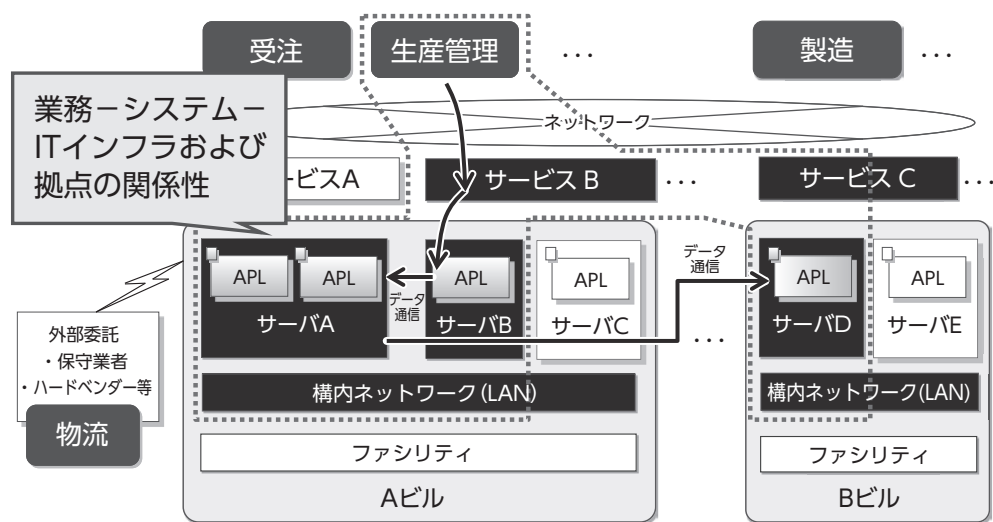 受注
生産管理
...
製造
...
業務－システム－
ITインフラおよび
拠点の関係性
ネットワーク
ービスA
サービス B
...
サービス C
...
APL
APL
サーバA
データ
通信
APL
サーバB
APL
サーバC
データ
通信
...
APL
サーバD
APL
サーバE
外部委託
・保守業者
・ハードベンダー等
物流
構内ネットワーク(LAN)
構内ネットワーク(LAN)
ファシリティ
ファシリティ
Aビル
Bビル